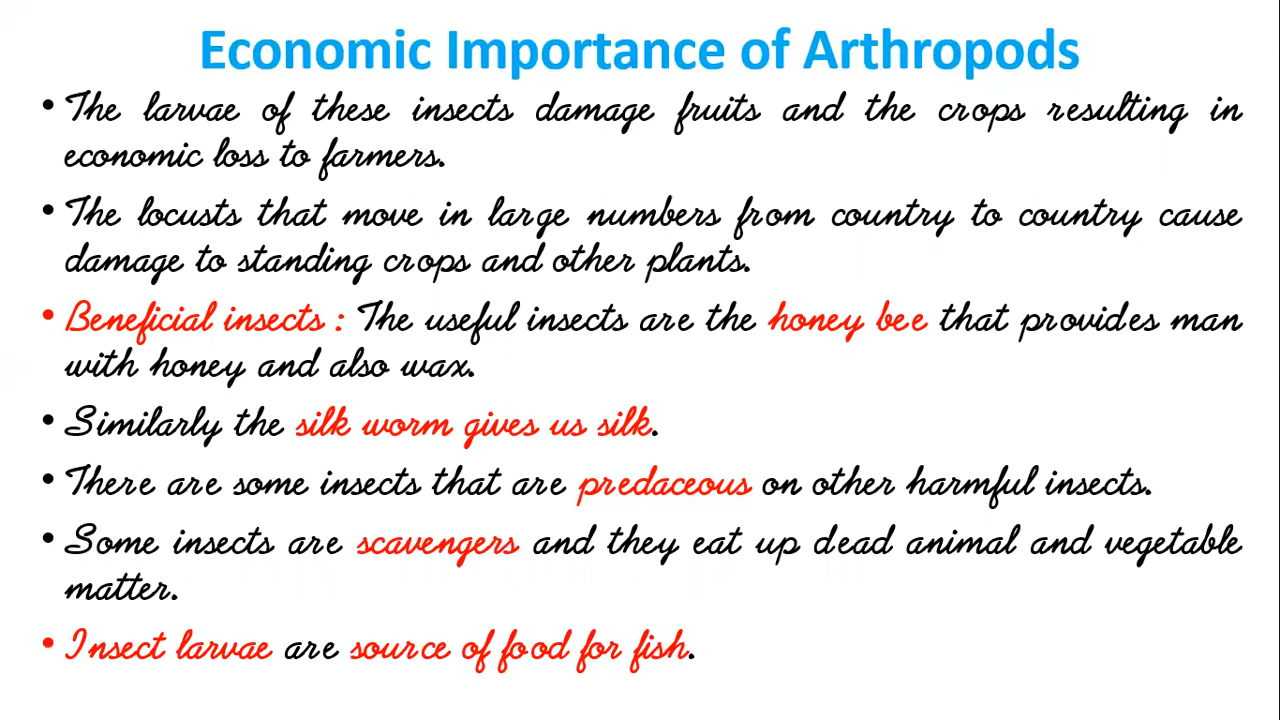 Economic Importance of Arthropods
• The larvae of these insects damage fruits and the crops resulting in
economic loss to farmers.
• The locusts that move in large numbers from country to country cause
damage to standing crops and other plants.
• Beneficial insects : The useful insects are the honey bee that provides man
with honey and also wax.
• Similarly the silk worm gives us silk.
• There are some insects that are predaceous on other harmful insects.
• Some insects are scavengers and they eat up dead animal and vegetable
matter.
• Insect larvae are source of food for fish.